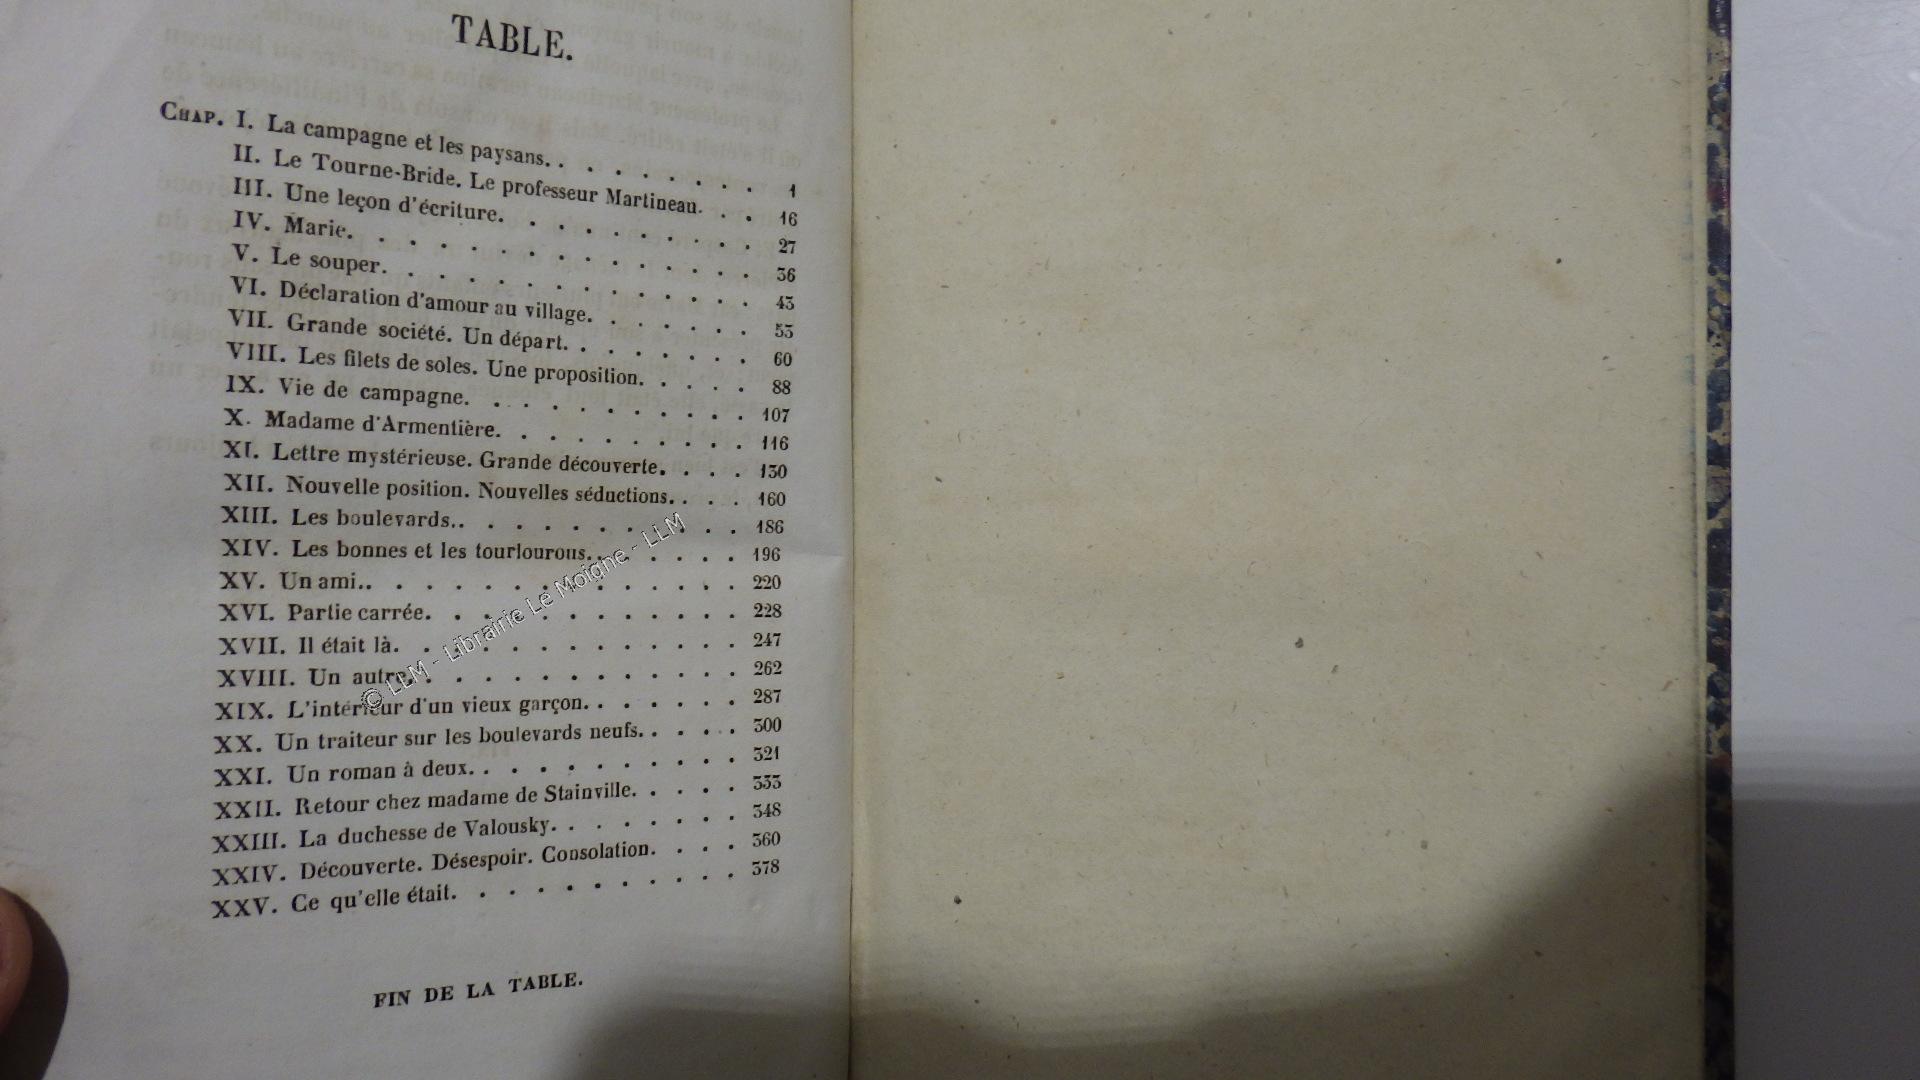 TABLE.
CHAP. I. La campagne et les paysans. . . . . . . . 1
II. Le Tourne-Bride. Le professeur Martineau. . . 16
III. Une leçon d'écriture. . . . . . . . . 27
IV. Marie. . . . . . . . . . . . . . 36
V. Le souper. . . . . . . . . . . . . 43
VI. Déclaration d'amour au village. . . . . . . 53
VII. Grande société. Un départ. . . . . . . . 60
VIII. Les filets de soles. Une proposition. . . . . 88
IX. Vie de campagne. . . . . . . . . . . 107
X. Madame d'Armentière. . . . . . . . . 116
XI. Lettre mystérieuse. Grande découverte. . . . 130
XII. Nouvelle position. Nouvelles séductions. . . . 160
XIII. Les boulevards. . . . . . . . . . . 186
XIV. Les bonnes et les tourlourous. . . . . . . 196
XV. Un ami. . . . . . . . . . . . . . 220
XVI. Partie carrée. . . . . . . . . . . . 228
XVII. Il était là. . . . . . . . . . . . . 247
XVIII. Un autre. . . . . . . . . . . . 262
XIX. L'intérieur d'un vieux garçon. . . . . . . 287
XX. Un traiteur sur les boulevards neufs. . . . . 300
XXI. Un roman à deux. . . . . . . . . . . 321
XXII. Retour chez madame de Stainville. . . . . 333
XXIII. La duchesse de Valousky. . . . . . . . 348
XXIV. Découverte. Désespoir. Consolation. . . . 360
XXV. Ce qu'elle était. . . . . . . . . . . 378
FIN DE LA TABLE.
© LLM - Librairie Le Moigne - LLM